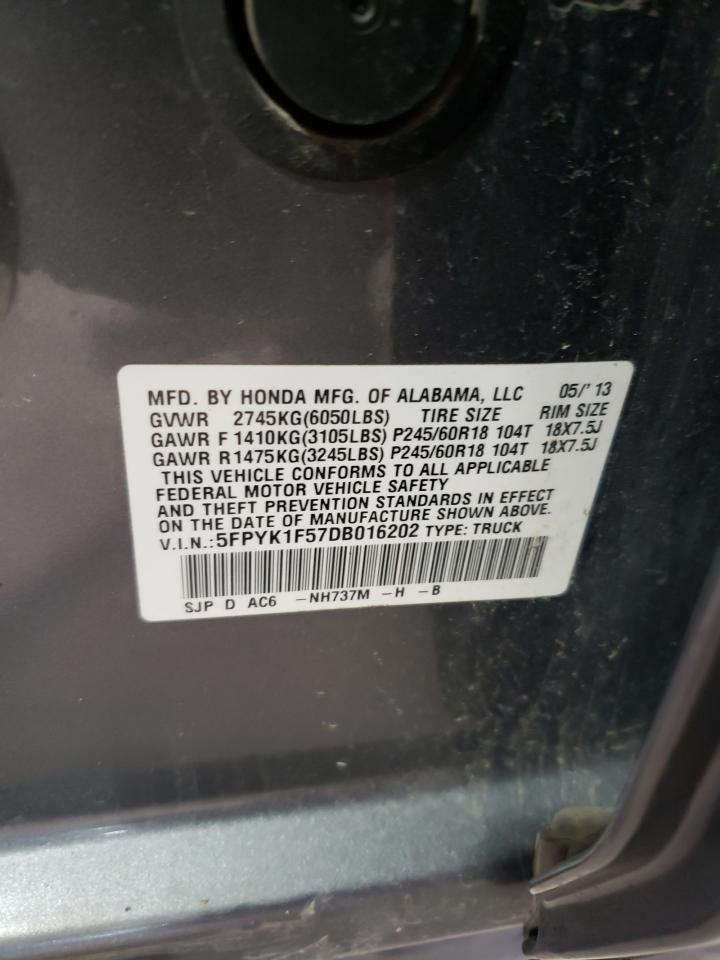 MFD. BY HONDA MFG. OF ALABAMA, LLC 05/'13
GVWR 2745KG(6050LBS) TIRE SIZE RIM SIZE
GAWR F 1410KG(3105LBS) P245/60R18 104T 18X7.5J
GAWR R1475KG(3245LBS) P245/60R18 104T 18X7.5J
THIS VEHICLE CONFORMS TO ALL APPLICABLE
FEDERAL MOTOR VEHICLE SAFETY
AND THEFT PREVENTION STANDARDS IN EFFECT
ON THE DATE OF MANUFACTURE SHOWN ABOVE.
V.I.N.:5FPYK1F57DB016202 TYPE: TRUCK
SJP D AC6 -NH737M -H -B